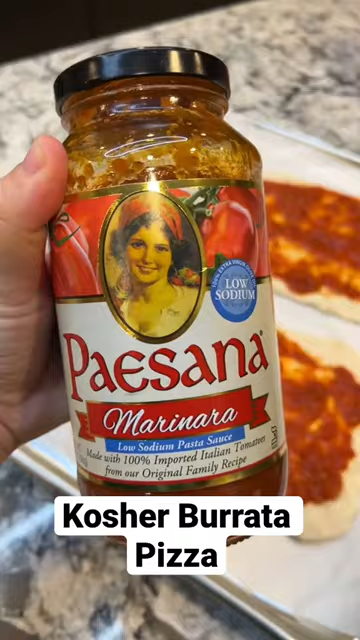 LOW
SODIUM
Paesana
Marinara
Low Sodium Pasta Sauce
Made with 100% Imported Italian Tomatoes
from our Original Family Recipe
Kosher Burrata
Pizza